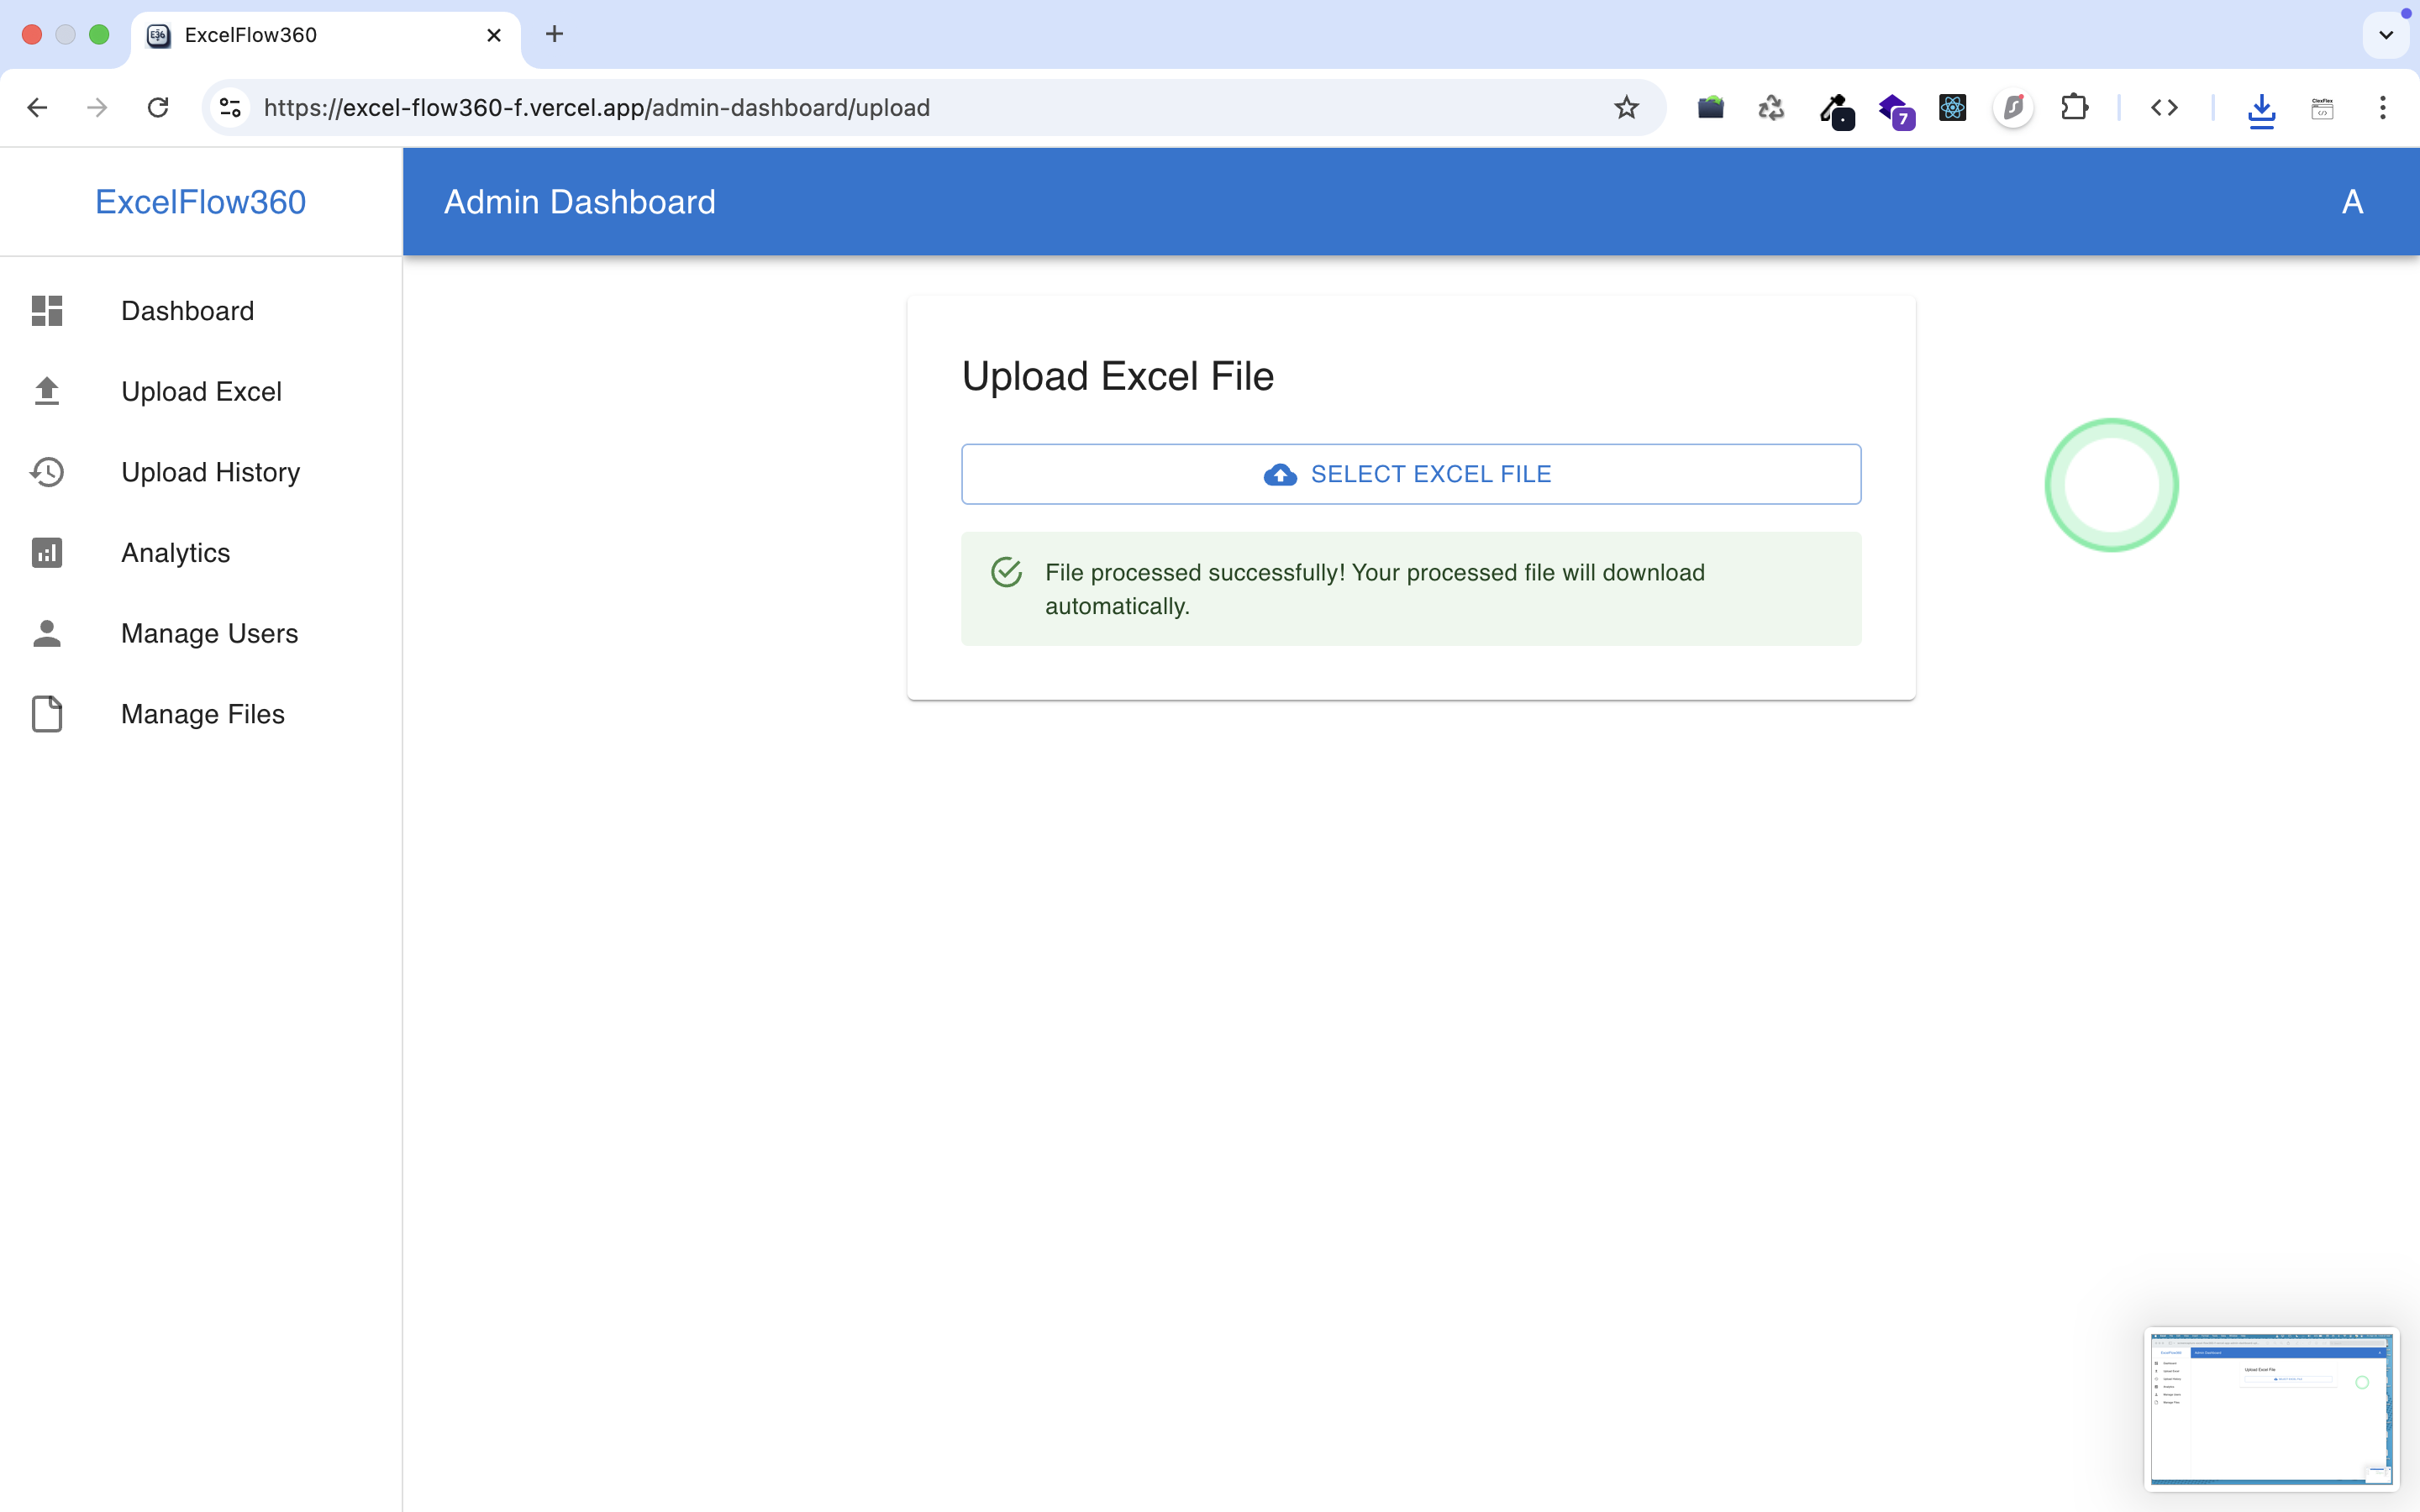 ExcelFlow360
https://excel-flow360-f.vercel.app/admin-dashboard/upload
7
ExcelFlow360
Admin Dashboard
A
Dashboard
Upload Excel
Upload History
Analytics
Manage Users
Manage Files
Upload Excel File
SELECT EXCEL FILE
File processed successfully! Your processed file will download
automatically.